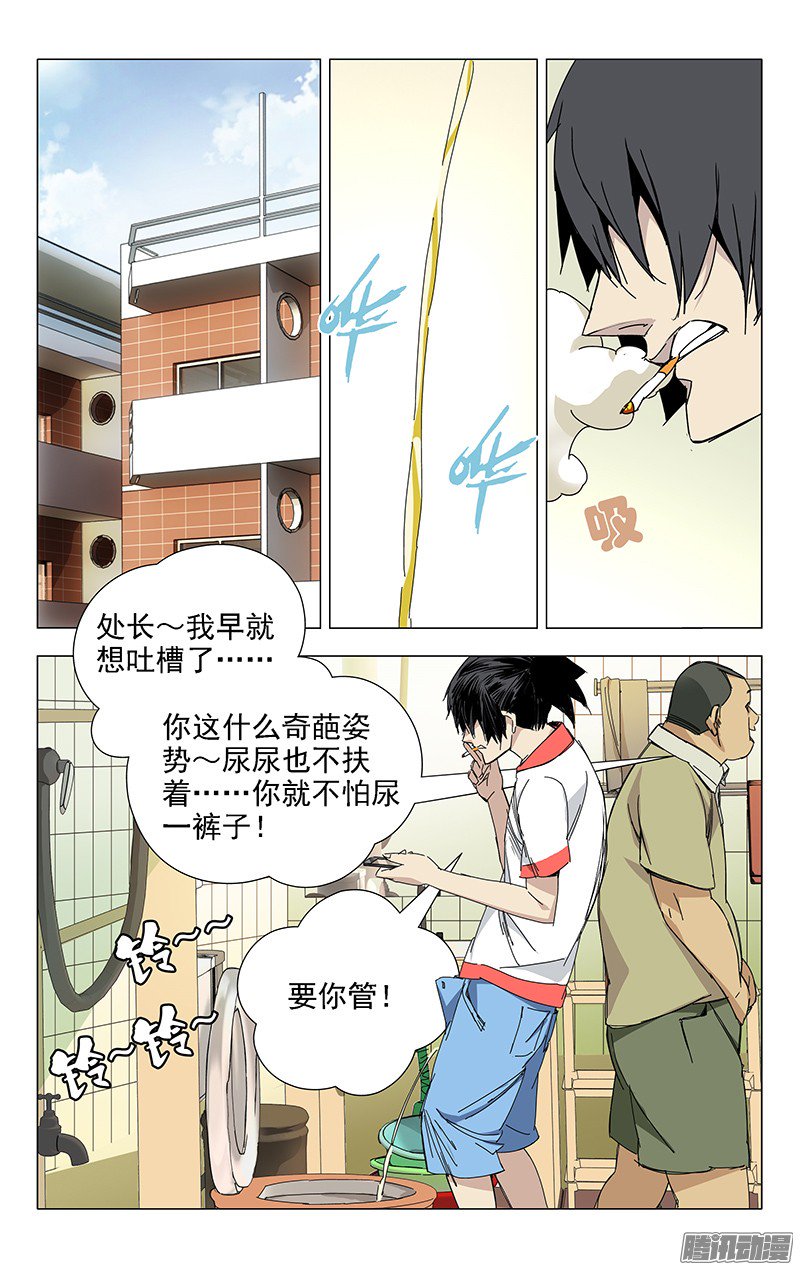 哗
哗
吸
处长～我早就
想吐槽了……
你这什么奇葩姿
势～尿尿也不扶
着……你就不怕尿
一裤子！
要你管！
铃～～
铃～铃～
腾讯动漫